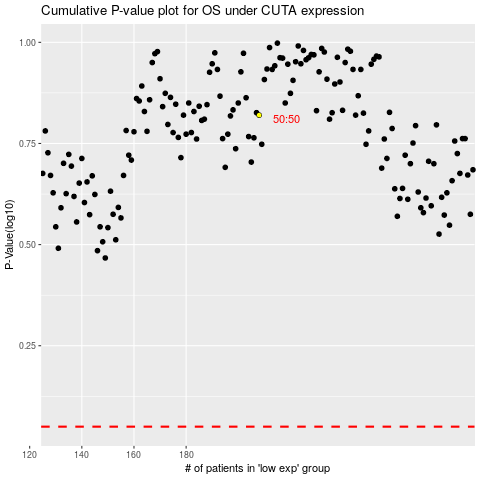 Cumulative P-value plot for OS under CUTA expression
1.00
0.75
0.50
0.25
P-Value(log10)
50:50
120 140 160 180
# of patients in 'low exp' group